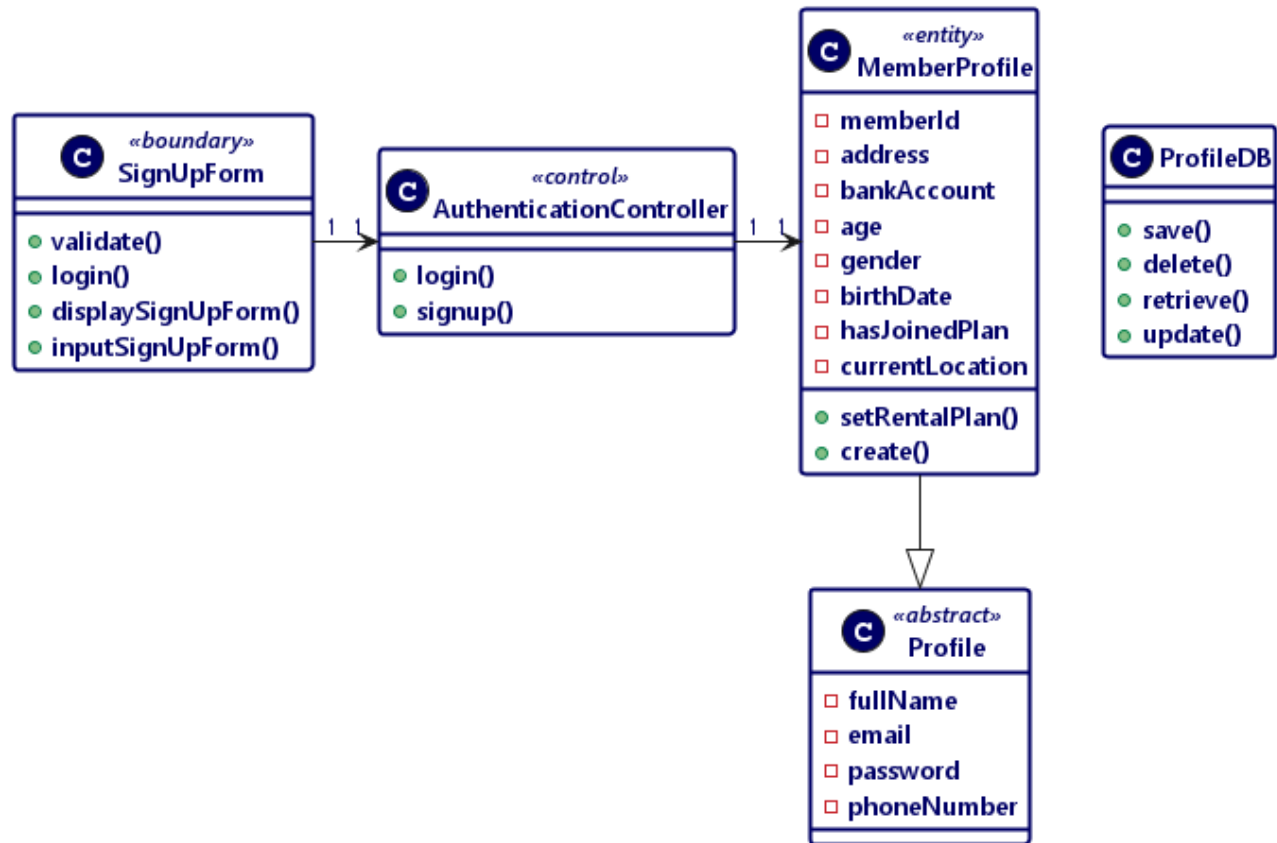 C
«boundary»
SignUpForm
validate()
login()
displaySignUpForm()
inputSignUpForm()
1 1
C
«control»
AuthenticationController
login()
signup()
1 1
C
«entity»
MemberProfile
memberId
address
bankAccount
age
gender
birthDate
hasJoinedPlan
currentLocation
setRentalPlan()
create()
C
ProfileDB
save()
delete()
retrieve()
update()
C
«abstract»
Profile
fullName
email
password
phoneNumber